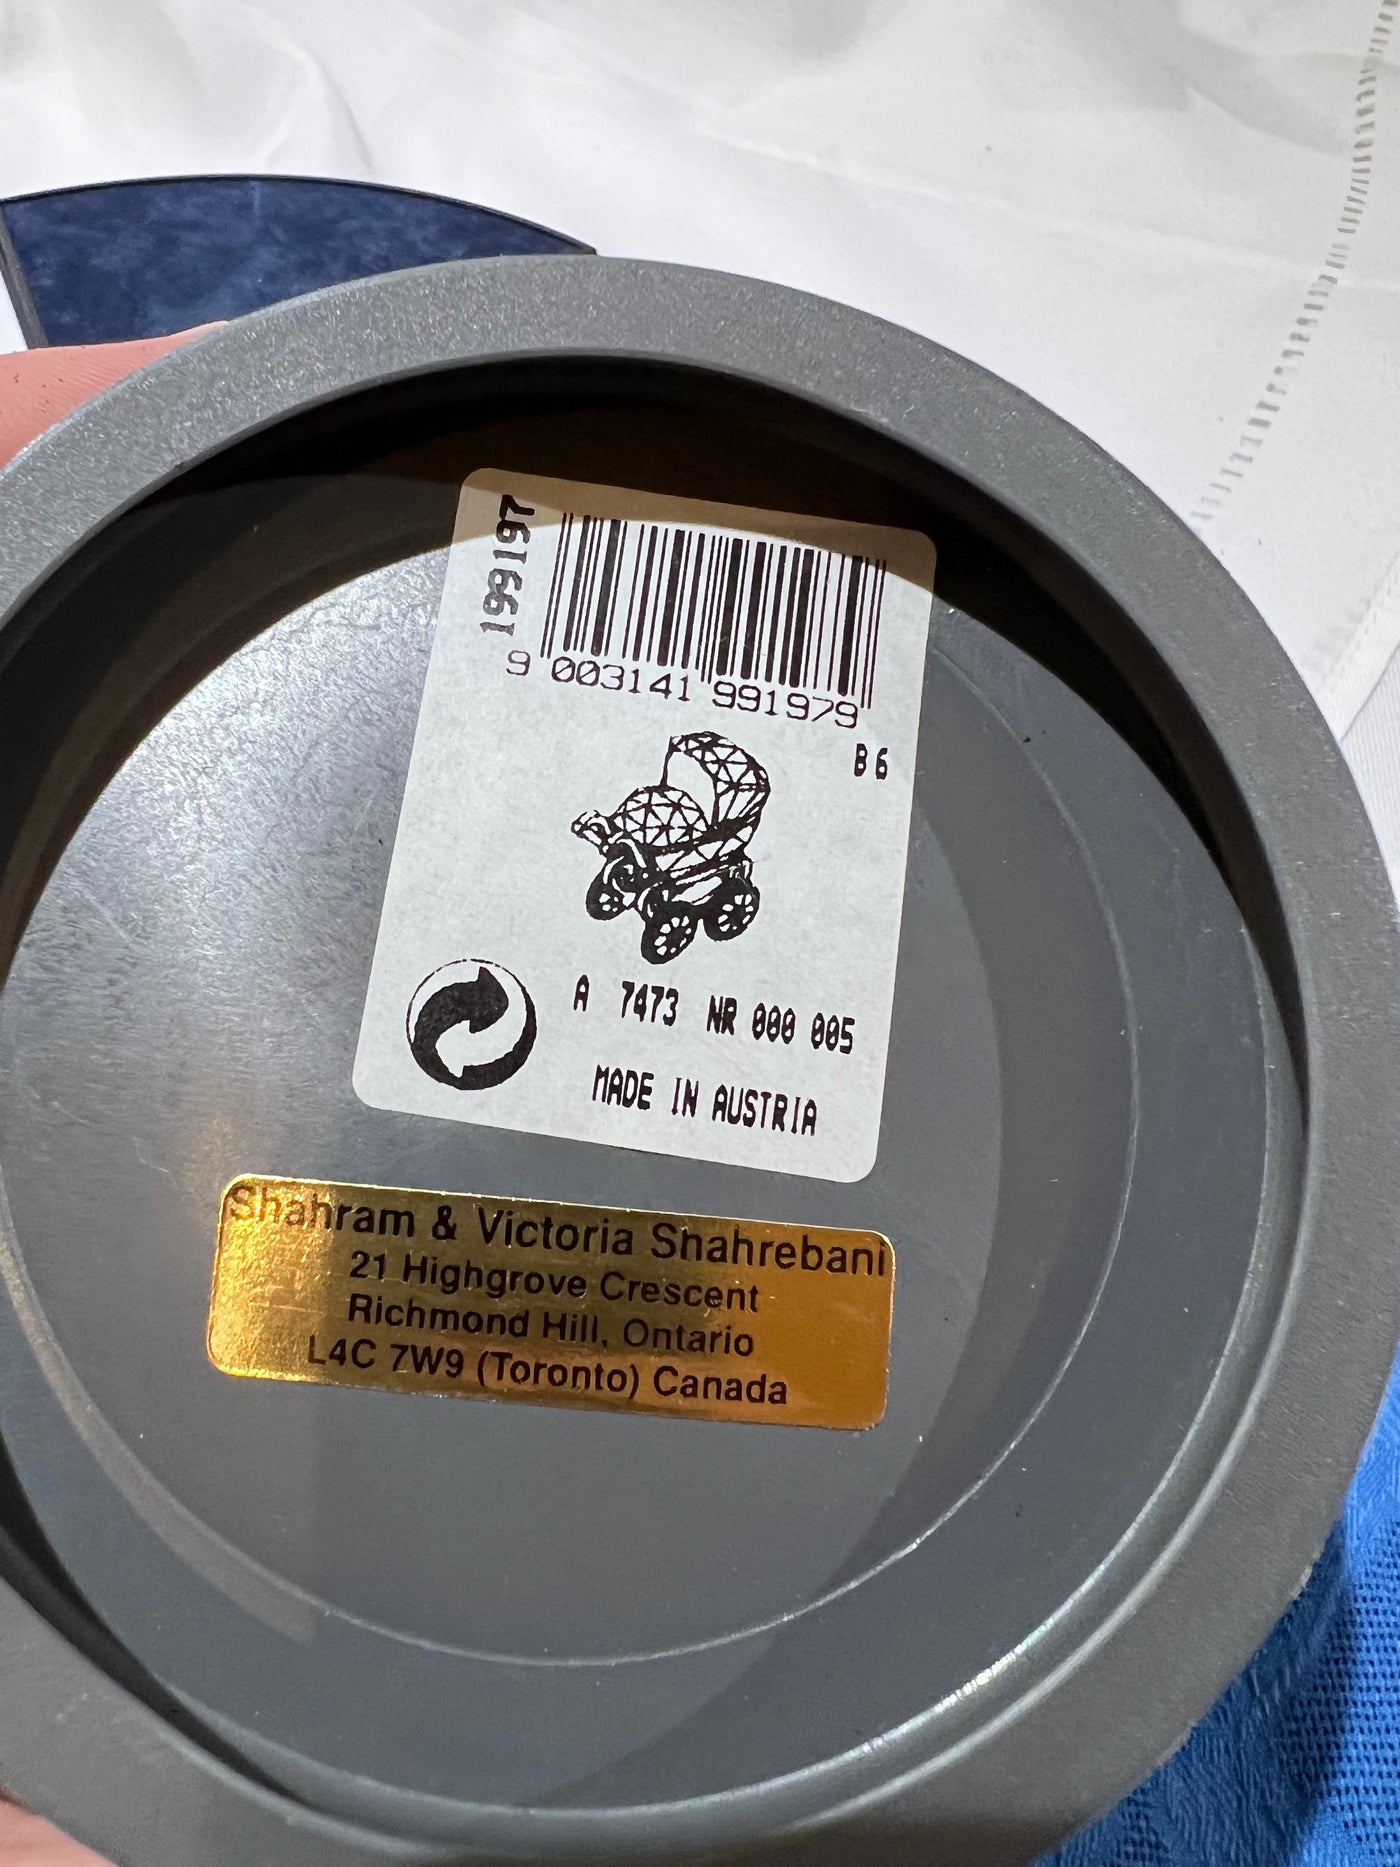 199197
9 003141 991979
B6
A 7473 NR 000 005
MADE IN AUSTRIA
Shahram & Victoria Shahrebani
21 Highgrove Crescent
Richmond Hill, Ontario
L4C 7W9 (Toronto) Canada